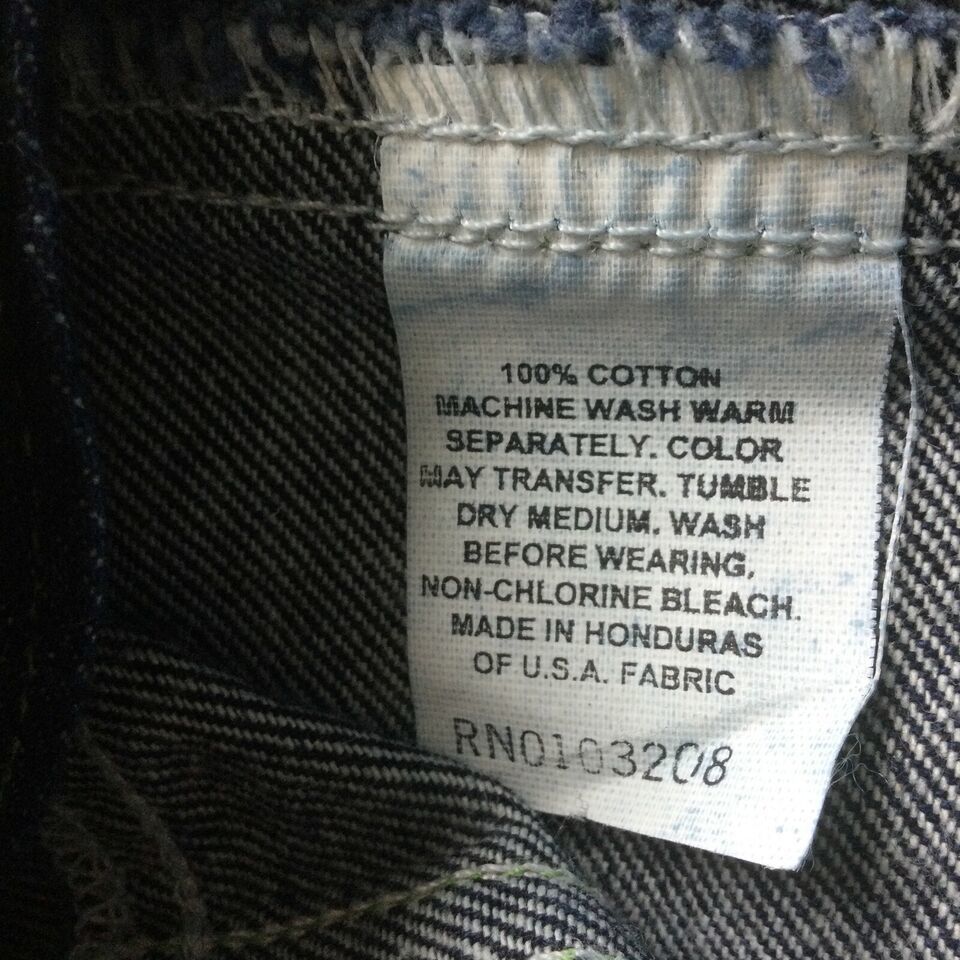 100% COTTON
MACHINE WASH WARM
SEPARATELY. COLOR
MAY TRANSFER. TUMBLE
DRY MEDIUM. WASH
BEFORE WEARING.
NON-CHLORINE BLEACH.
MADE IN HONDURAS
OF U.S.A. FABRIC
RN0103208